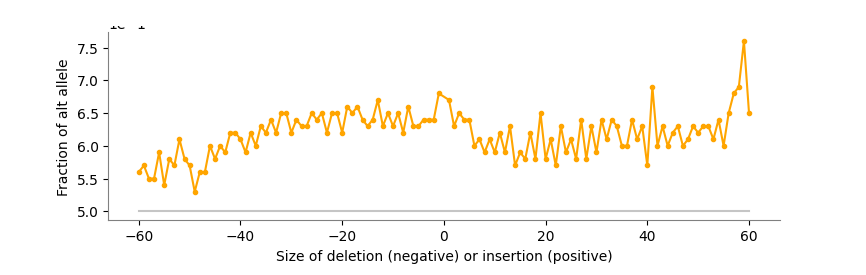 7.5
7.0
6.5
6.0
5.5
5.0
Fraction of alt allele
−60 −40 −20 0 20 40 60
Size of deletion (negative) or insertion (positive)